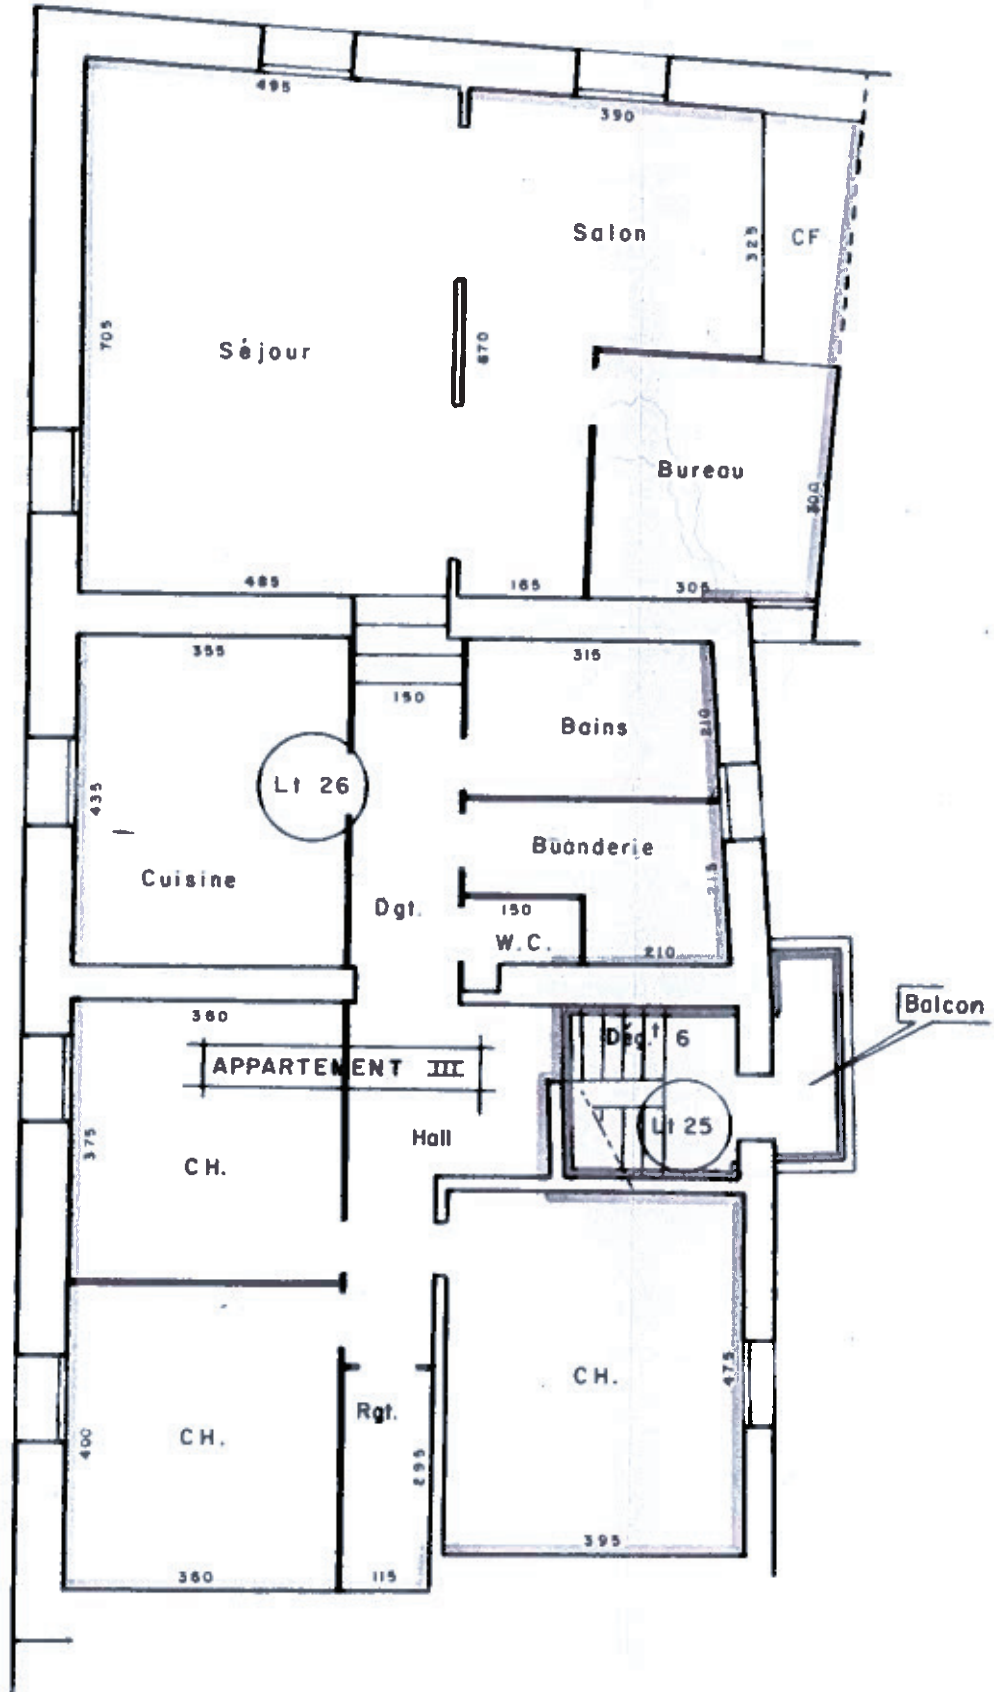 495
390
Salon
325
CF
705
Séjour
670
Bureau
300
485
165
305
355
315
150
Bains
210
Lt 26
435
Buanderie
215
Cuisine
Dgt.
150
W.C.
210
Balcon
360
Dég.t 6
APPARTEMENT III
Lt 25
Hall
375
CH.
CH.
475
Rgt.
CH.
400
295
395
360
115